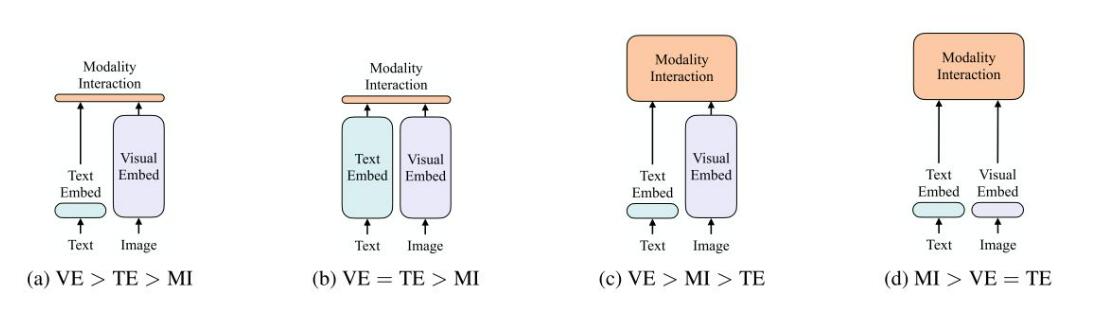 Modality
Interaction
Text
Embed
Visual
Embed
Text
Image
(a) VE > TE > MI
Modality
Interaction
Text
Embed
Visual
Embed
Text
Image
(b) VE = TE > MI
Modality
Interaction
Text
Embed
Visual
Embed
Text
Image
(c) VE > MI > TE
Modality
Interaction
Text
Embed
Visual
Embed
Text
Image
(d) MI > VE = TE